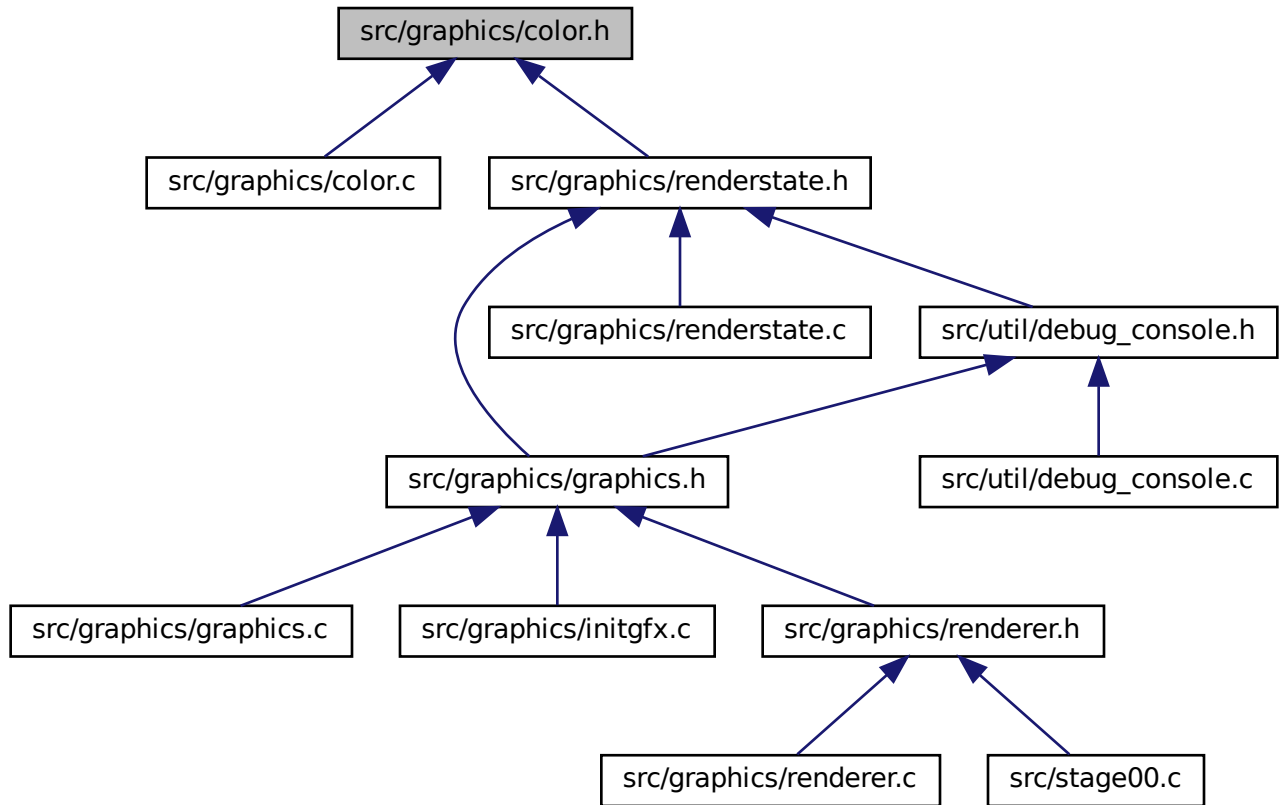 src/graphics/color.h
src/graphics/color.c
src/graphics/renderstate.h
src/graphics/renderstate.c
src/util/debug_console.h
src/graphics/graphics.h
src/util/debug_console.c
src/graphics/graphics.c
src/graphics/initgfx.c
src/graphics/renderer.h
src/graphics/renderer.c
src/stage00.c